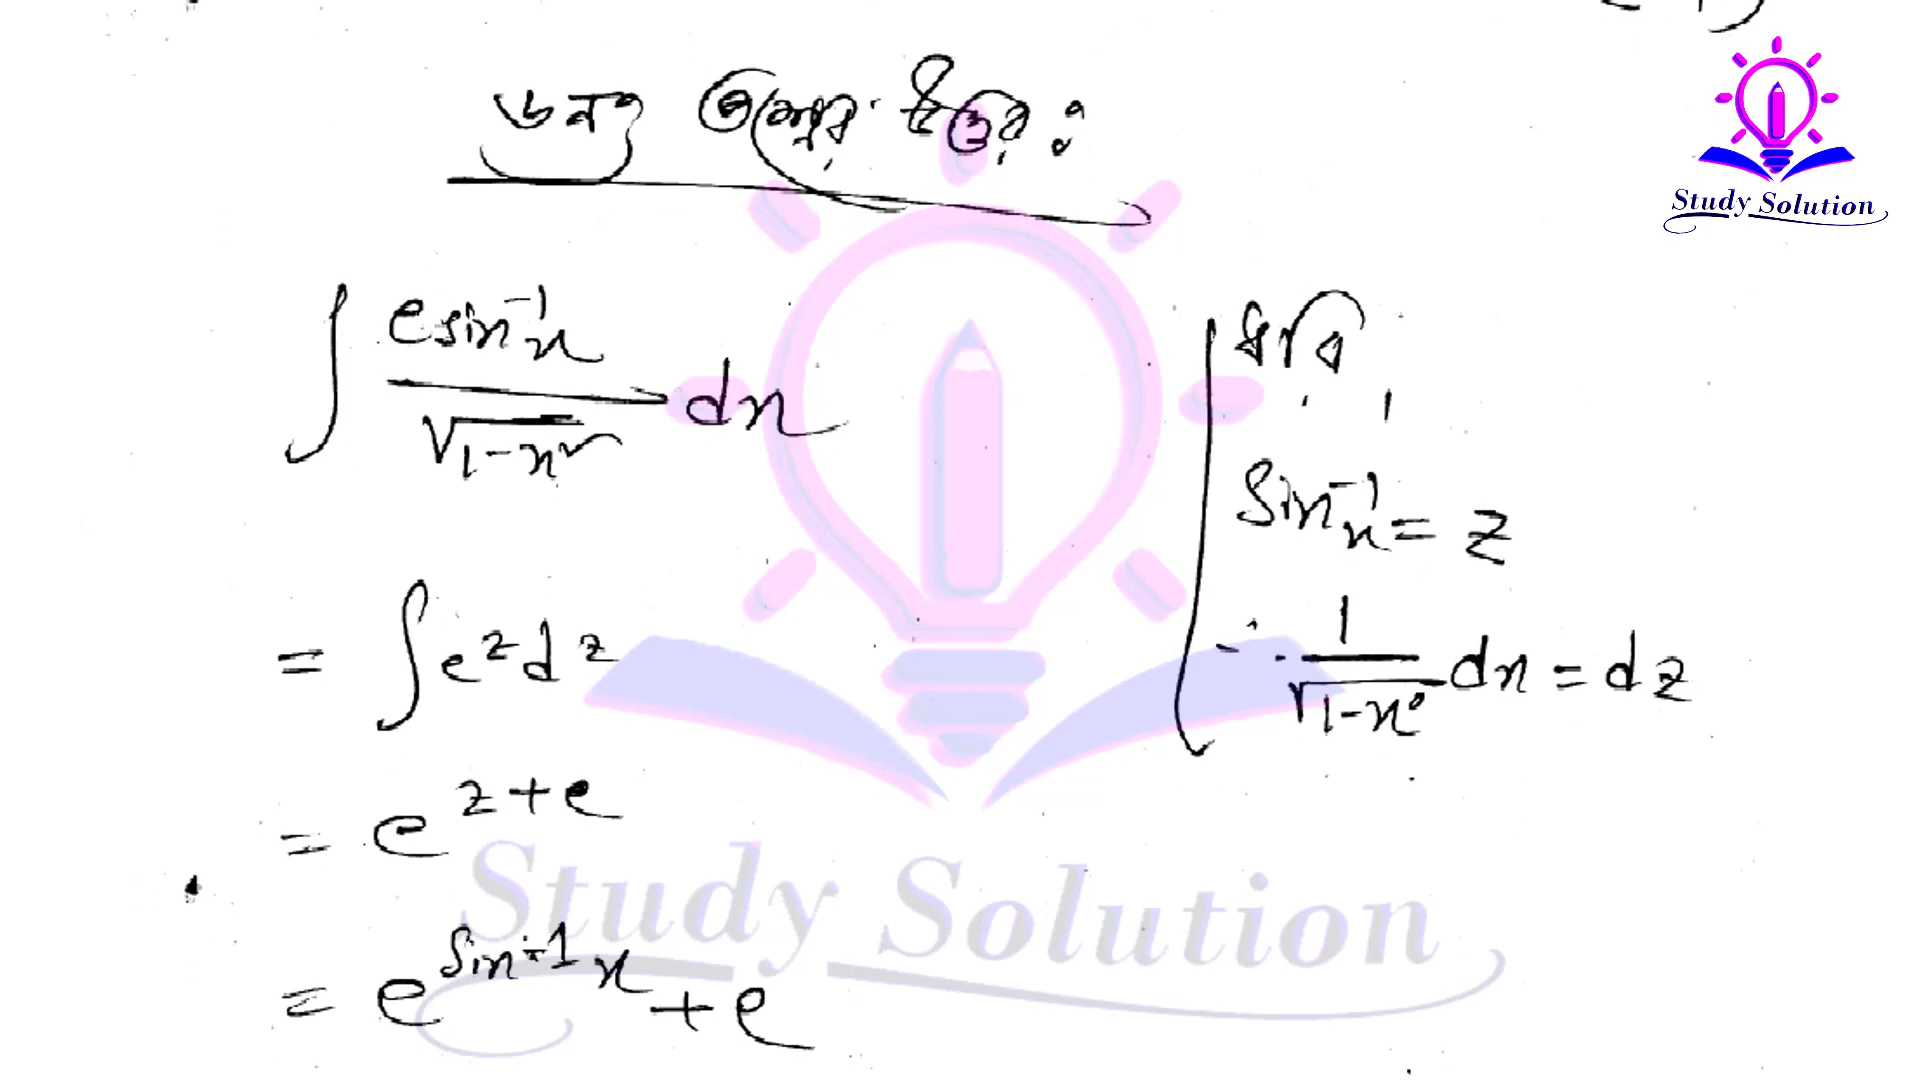 ৬ নং প্রশ্নের উত্তর :
Study Solution
∫ e sin⁻¹x / √1-x² dx
ধরি,
sin⁻¹x = z
= ∫ e^z dz
∴ 1/√1-x² dx = dz
= e^(z+c)
= e^(sin⁻¹x) + c
Study Solution